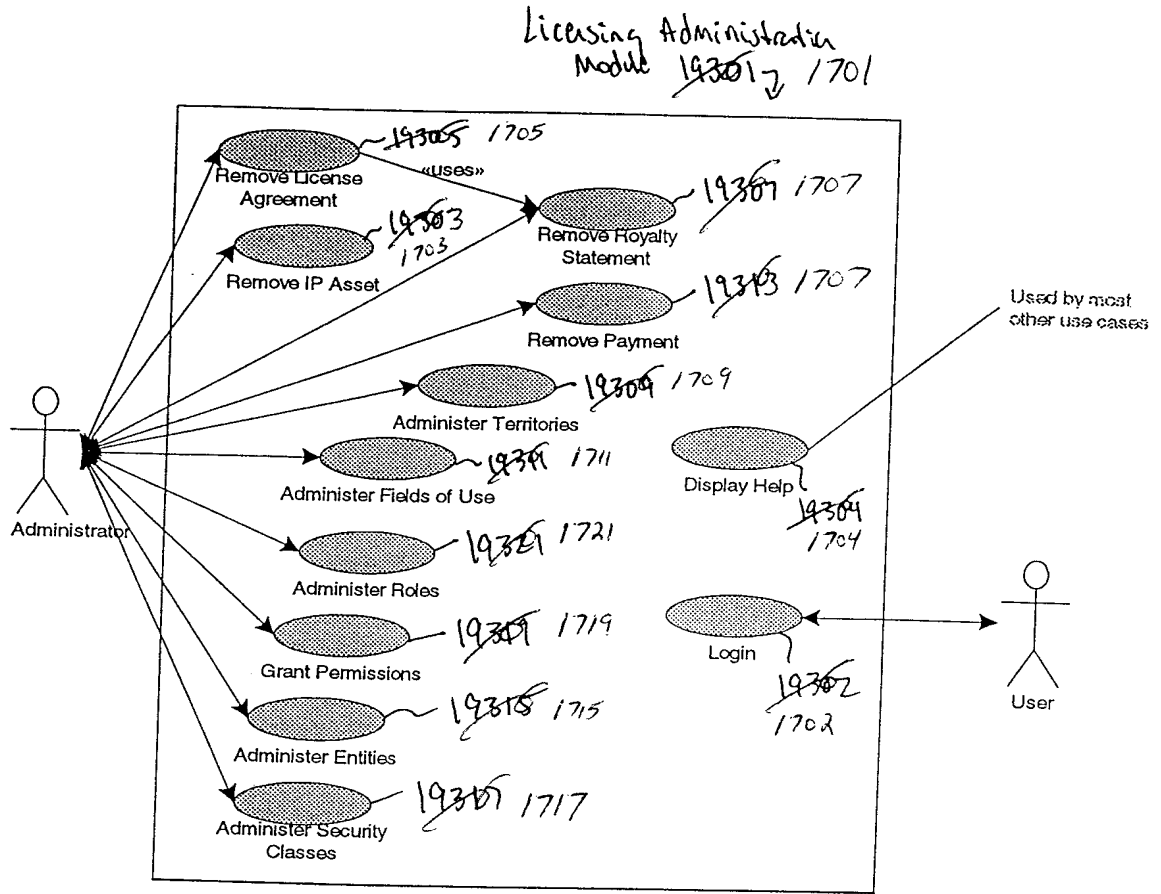 Licensing Administration
Module 19301 1701
19305 1705
«uses»
Remove License
Agreement
19307 1707
Remove Royalty
Statement
19303
1703
Remove IP Asset
19313 1707
Remove Payment
Used by most
other use cases
19309 1709
Administer Territories
19311 1711
Administer Fields of Use
Display Help
19304
1704
Administrator
19321 1721
Administer Roles
19319 1719
Grant Permissions
Login
19302
1702
User
19315 1715
Administer Entities
19317 1717
Administer Security
Classes